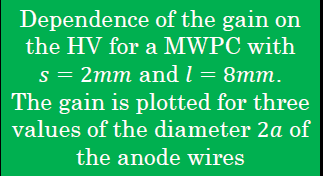 Dependence of the gain on
the HV for a MWPC with
s = 2mm and l = 8mm.
The gain is plotted for three
values of the diameter 2a of
the anode wires